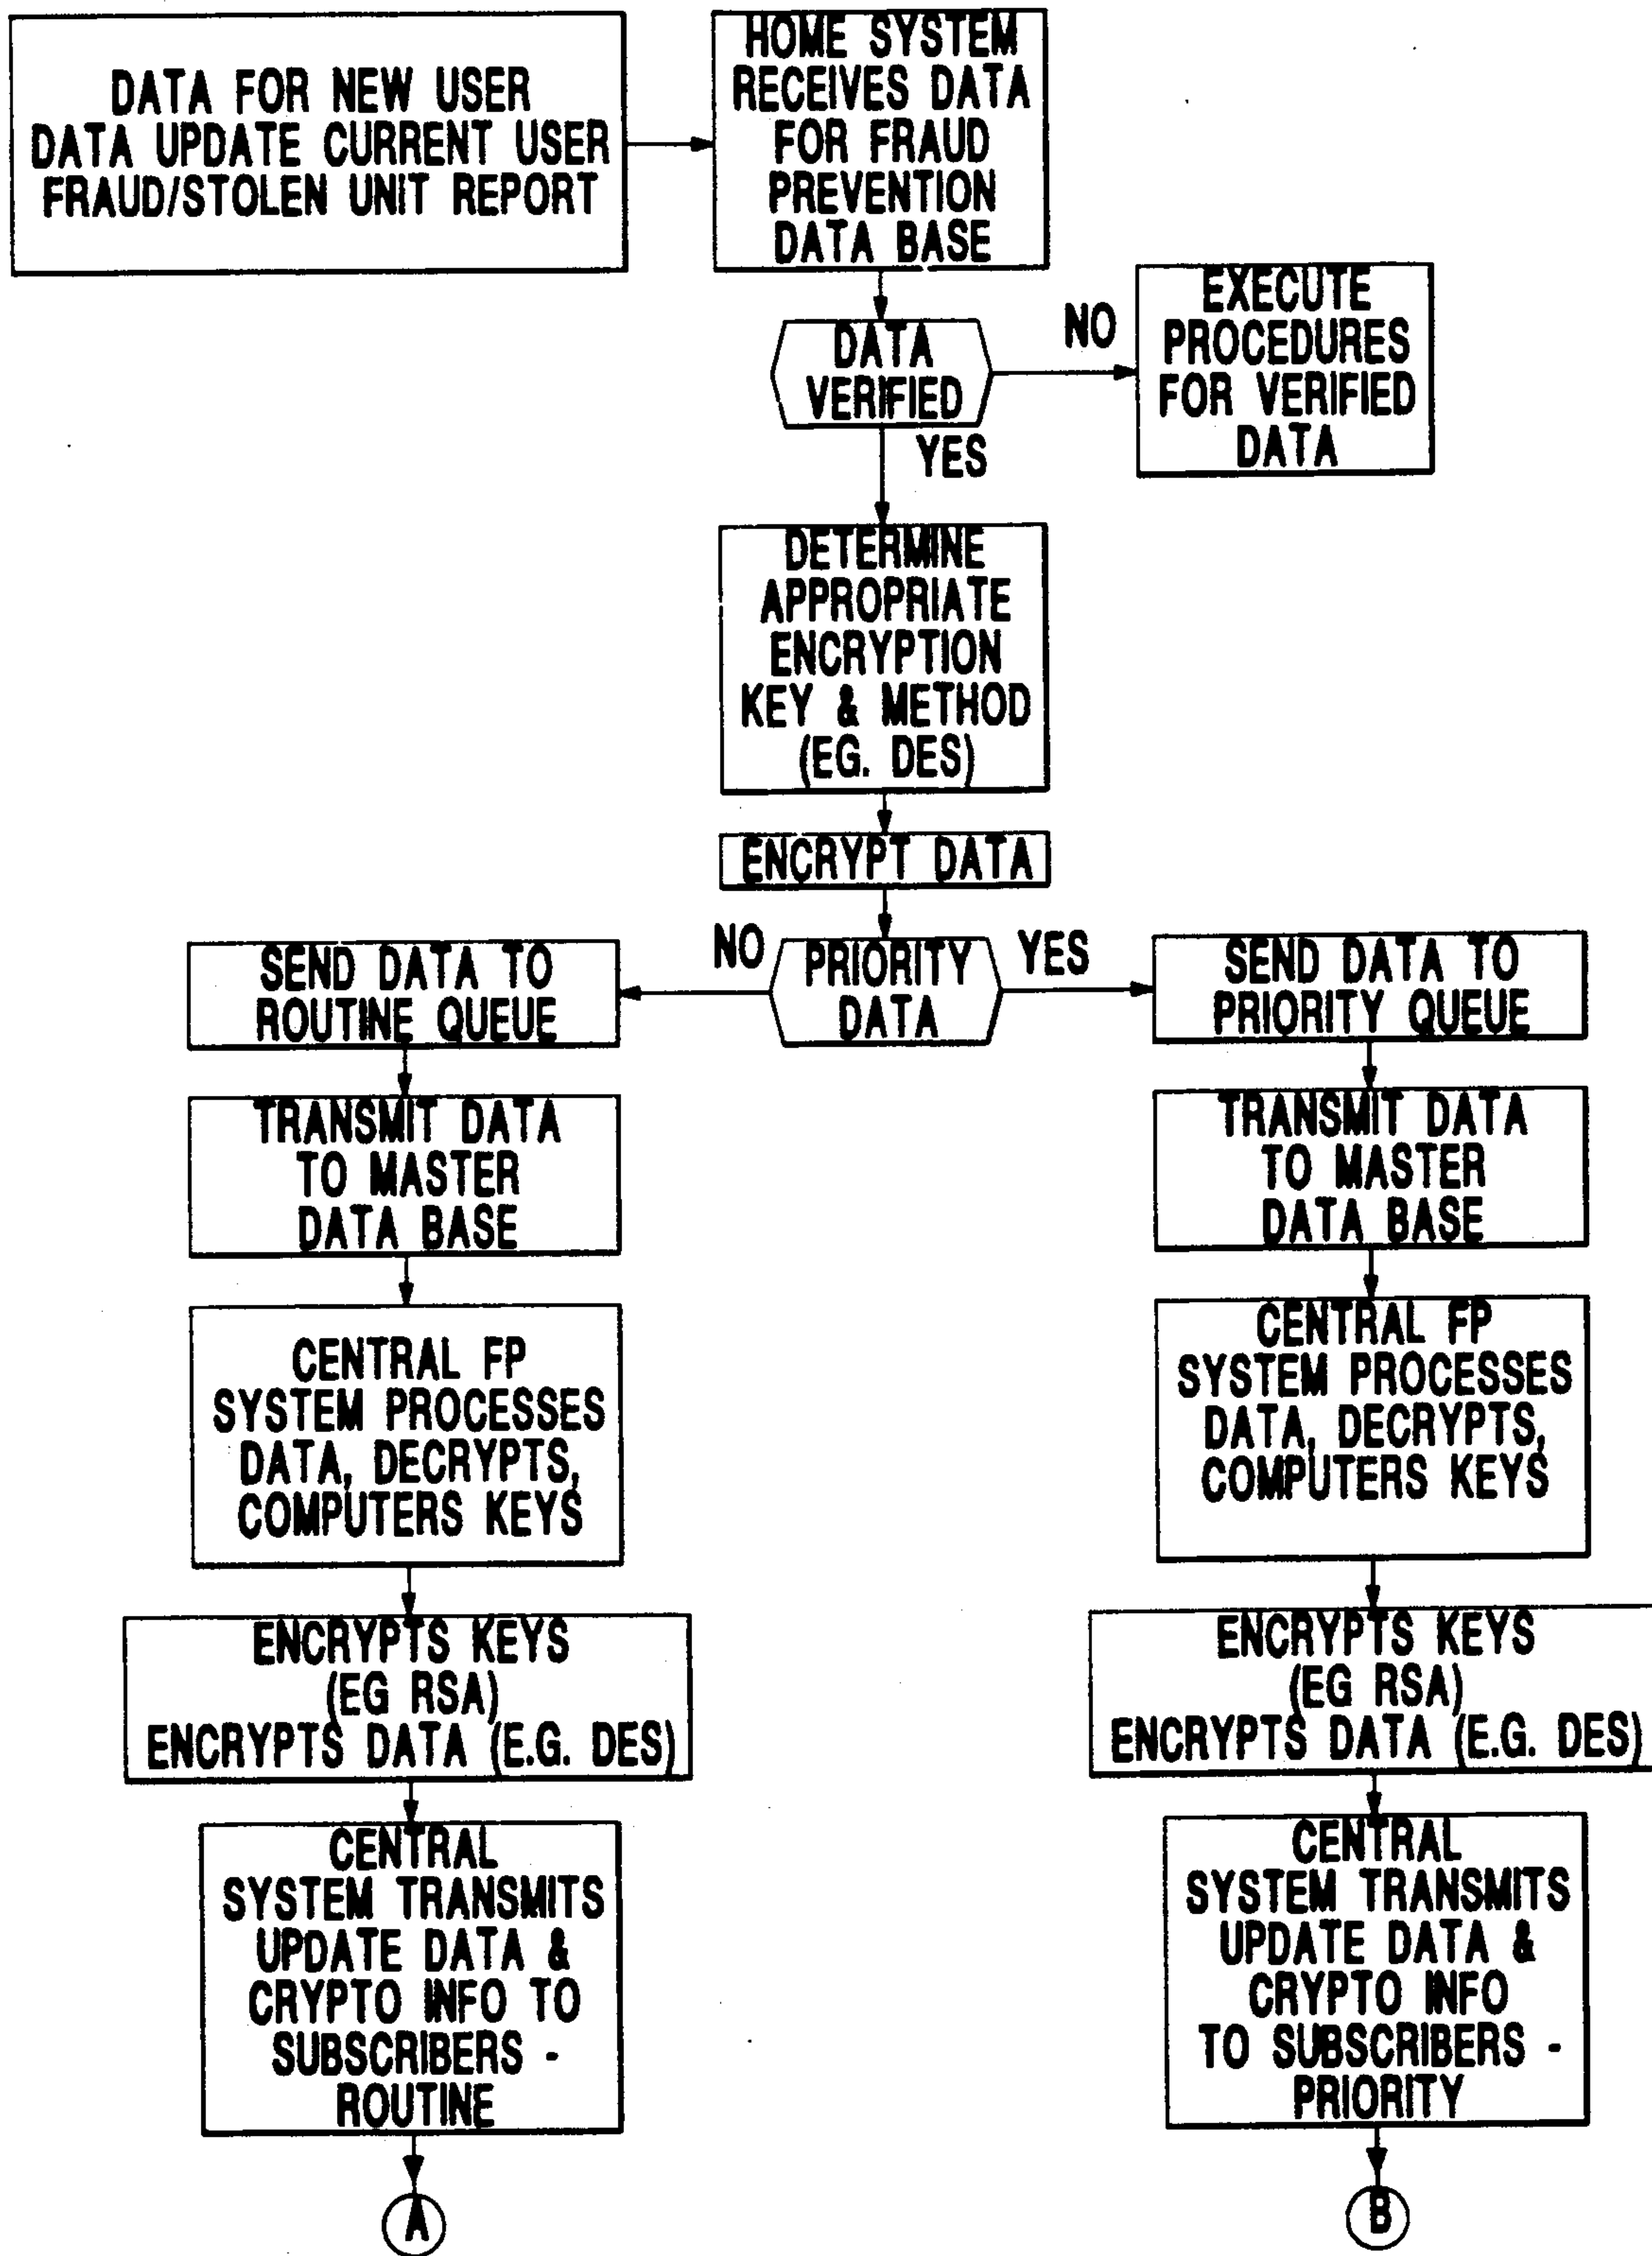 DATA FOR NEW USER
DATA UPDATE CURRENT USER
FRAUD/STOLEN UNIT REPORT
HOME SYSTEM
RECEIVES DATA
FOR FRAUD
PREVENTION
DATA BASE
DATA
VERIFIED
NO
EXECUTE
PROCEDURES
FOR VERIFIED
DATA
YES
DETERMINE
APPROPRIATE
ENCRYPTION
KEY & METHOD
(EG. DES)
ENCRYPT DATA
PRIORITY
DATA
NO
YES
SEND DATA TO
ROUTINE QUEUE
TRANSMIT DATA
TO MASTER
DATA BASE
CENTRAL FP
SYSTEM PROCESSES
DATA, DECRYPTS,
COMPUTERS KEYS
ENCRYPTS KEYS
(EG RSA)
ENCRYPTS DATA (E.G. DES)
CENTRAL
SYSTEM TRANSMITS
UPDATE DATA &
CRYPTO INFO TO
SUBSCRIBERS -
ROUTINE
A
SEND DATA TO
PRIORITY QUEUE
TRANSMIT DATA
TO MASTER
DATA BASE
CENTRAL FP
SYSTEM PROCESSES
DATA, DECRYPTS,
COMPUTERS KEYS
ENCRYPTS KEYS
(EG RSA)
ENCRYPTS DATA (E.G. DES)
CENTRAL
SYSTEM TRANSMITS
UPDATE DATA &
CRYPTO INFO
TO SUBSCRIBERS -
PRIORITY
B